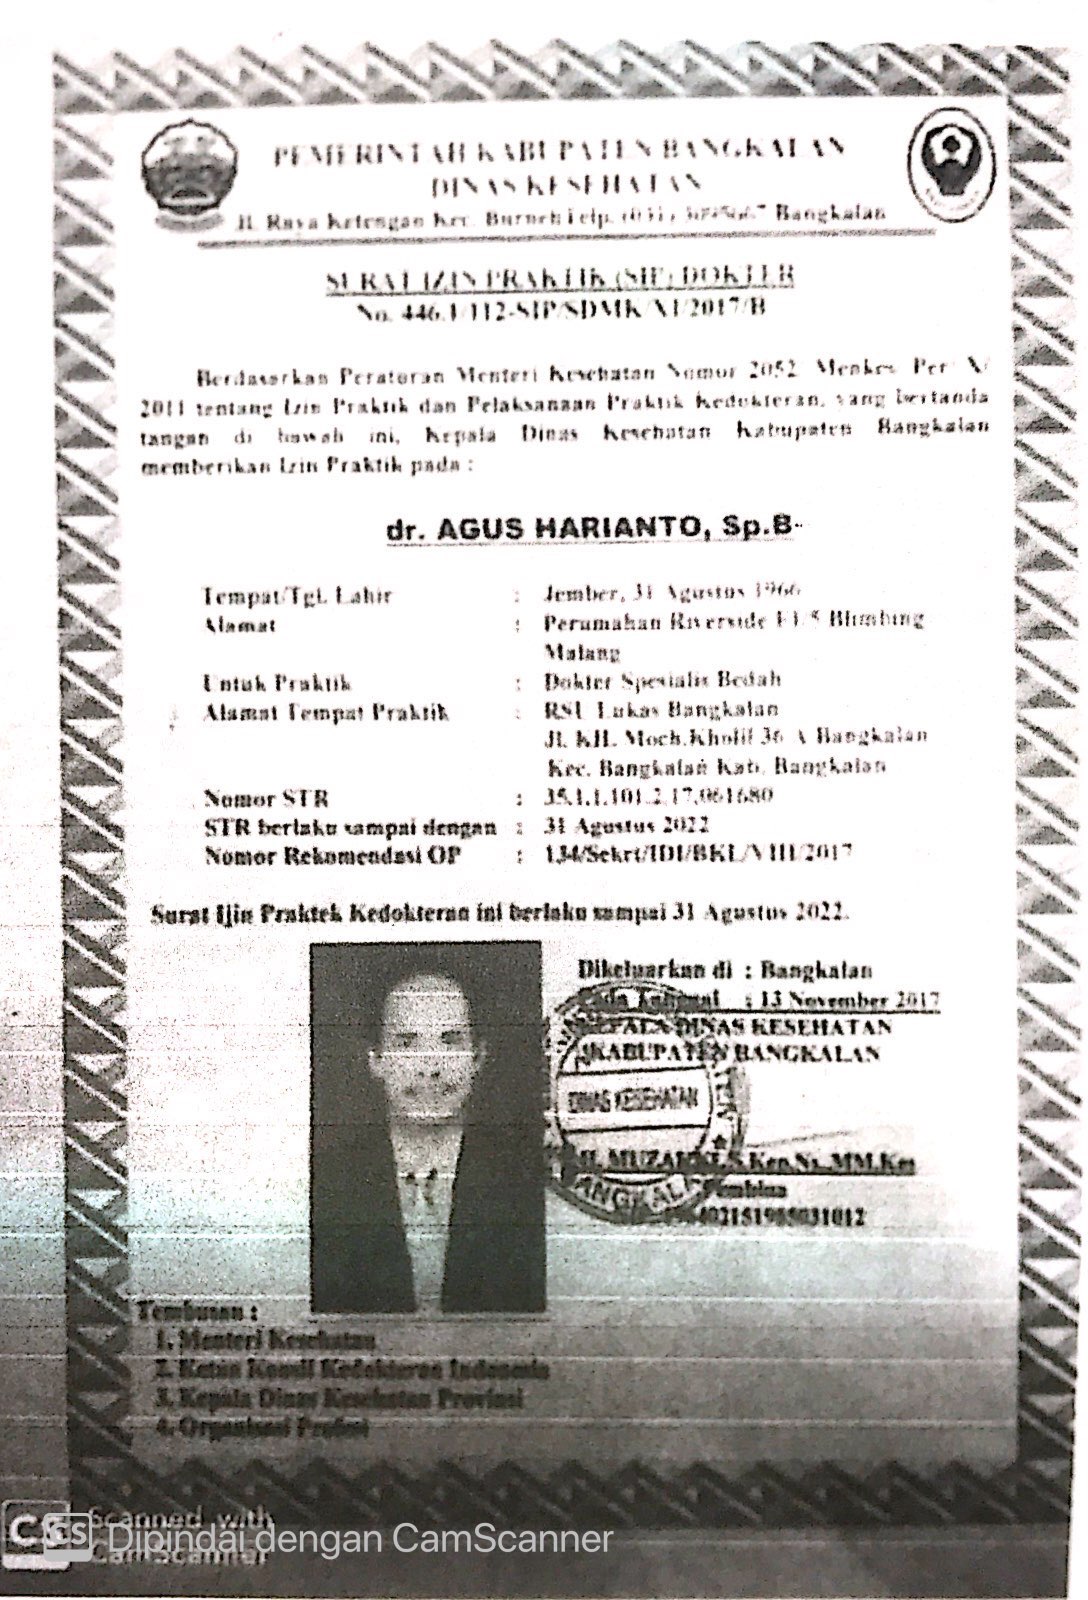 PEMERINTAH KABUPATEN BANGKALAN
DINAS KESEHATAN
Jl. Raya Ketengan Kec. Burneh Telp. (031) Bangkalan
SURAT IZIN PRAKTIK (SIP) DOKTER
No. 446.1/112-SIP/SDMK/XI/2017/B
Berdasarkan Peraturan Menteri Kesehatan Nomor 2052/Menkes/Per/X/
2011 tentang Izin Praktik dan Pelaksanaan Praktik Kedokteran, yang bertanda
tangan di bawah ini, Kepala Dinas Kesehatan Kabupaten Bangkalan
memberikan Izin Praktik pada :
dr. AGUS HARIANTO, Sp.B
Tempat/Tgl. Lahir : Jember, 31 Agustus 1966
Alamat : Perumahan Riverside E1/5 Blimbing
Malang
Untuk Praktik : Dokter Spesialis Bedah
Alamat Tempat Praktik : RSU Lukas Bangkalan
Jl. KH. Moch.Kholil 36 A Bangkalan
Kec. Bangkalan Kab. Bangkalan
Nomor STR : 35.1.1.101.2.17.061680
STR berlaku sampai dengan : 31 Agustus 2022
Nomor Rekomendasi OP : 134/Sekrt/IDI/BKL/VIII/2017
Surat Ijin Praktek Kedokteran ini berlaku sampai 31 Agustus 2022.
Dikeluarkan di : Bangkalan
Pada Tanggal : 13 November 2017
KEPALA DINAS KESEHATAN
KABUPATEN BANGKALAN
DINAS KESEHATAN
H. MUZAKKI, S.Kep.Ns.,MM.Kes
BANGKALAN
Pembina
Tembusan :
1. Menteri Kesehatan
2. Ketua Konsil Kedokteran Indonesia
3. Kepala Dinas Kesehatan Provinsi
4. Organisasi Profesi
CS Scanned with
CamScanner
CS Dipindai dengan CamScanner